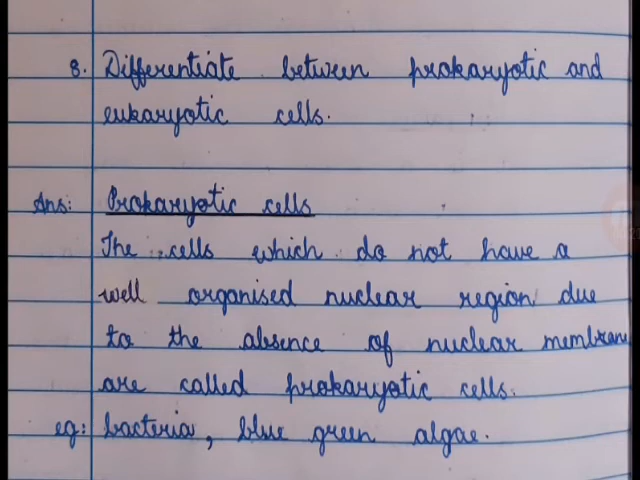 8. Differentiate between prokaryotic and
eukaryotic cells.
Ans: Prokaryotic cells
The cells which do not have a
well organised nuclear region due
to the absence of nuclear membrane
are called prokaryotic cells.
eg: bacteria, blue green algae.